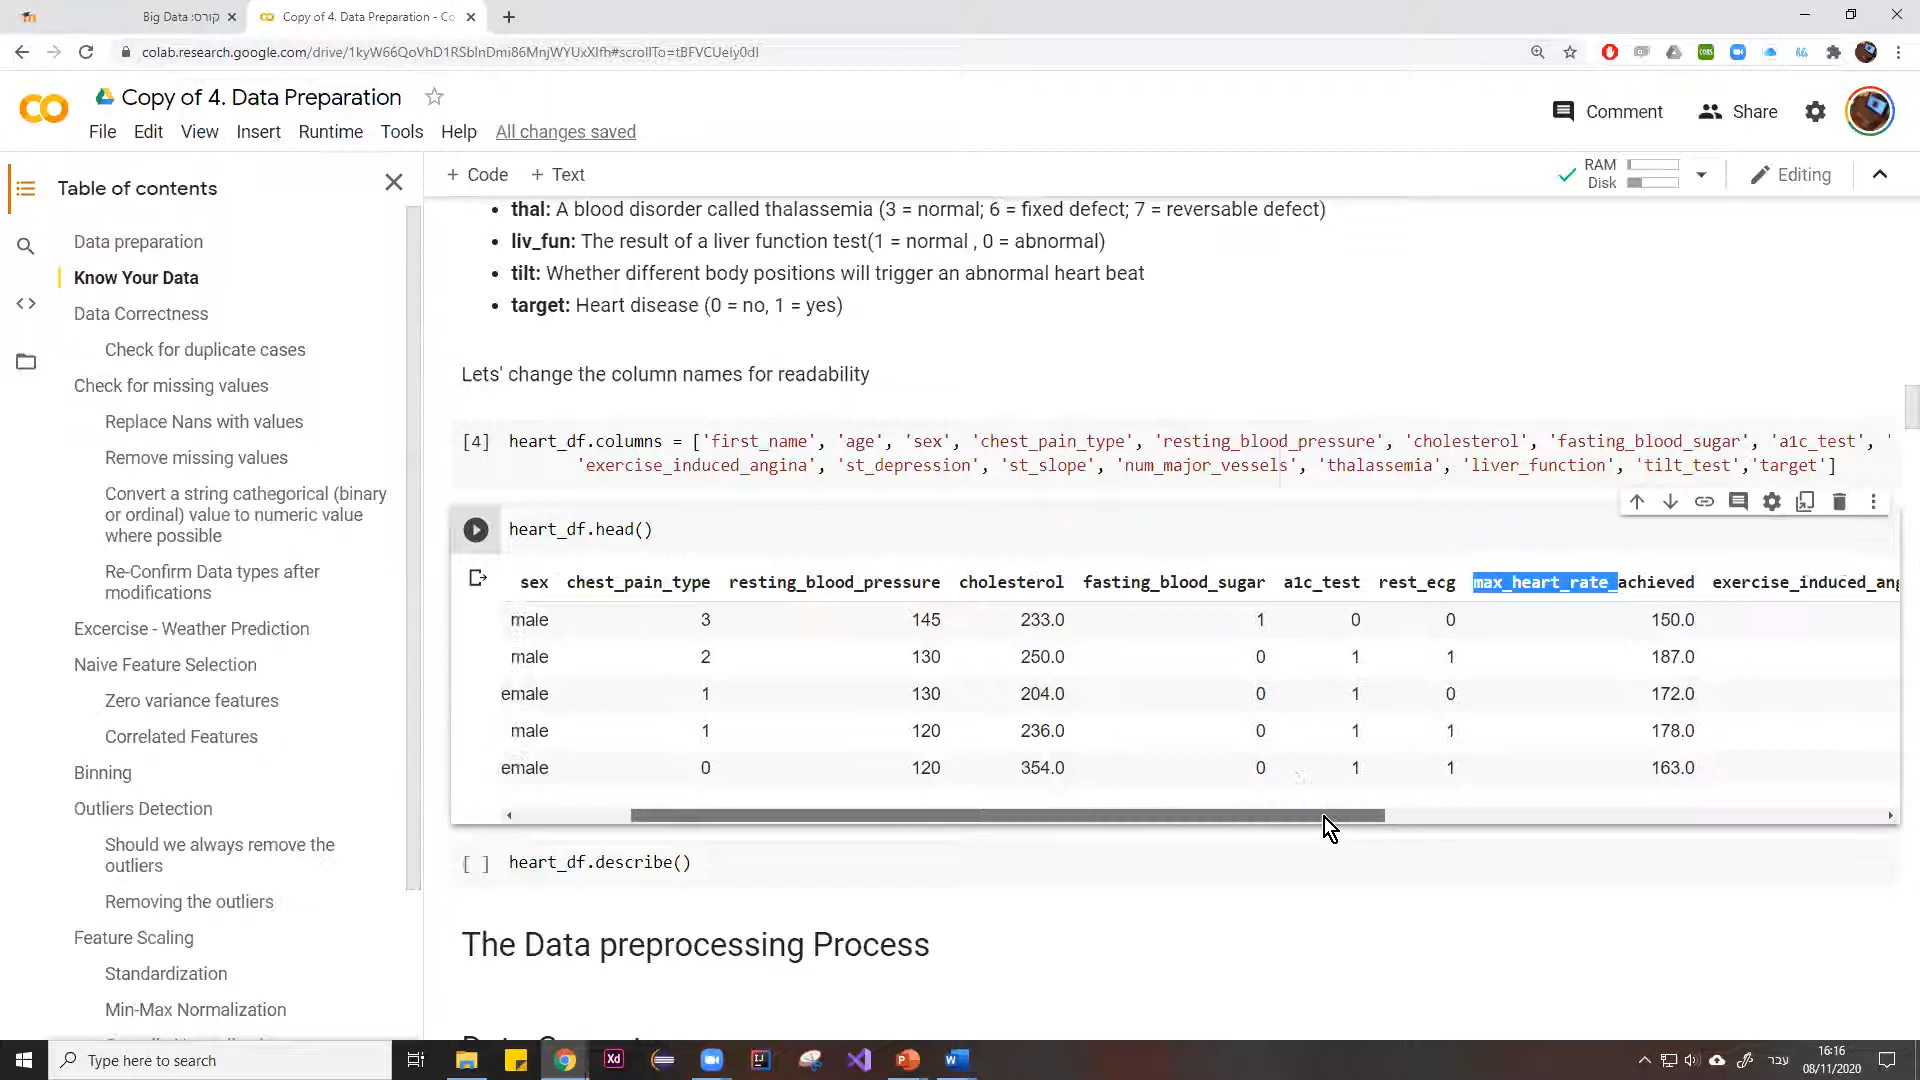 Big Data :קורס
Copy of 4. Data Preparation - Co
colab.research.google.com/drive/1kyW66QoVhD1RSblnDmi86MnjWYUxXlfh#scrollTo=tBFVCUeIy0dl
Copy of 4. Data Preparation
File Edit View Insert Runtime Tools Help All changes saved
Comment
Share
Table of contents
+ Code + Text
RAM
Disk
Editing
Data preparation
Know Your Data
Data Correctness
Check for duplicate cases
Check for missing values
Replace Nans with values
Remove missing values
Convert a string cathegorical (binary
or ordinal) value to numeric value
where possible
Re-Confirm Data types after
modifications
Excercise - Weather Prediction
Naive Feature Selection
Zero variance features
Correlated Features
Binning
Outliers Detection
Should we always remove the
outliers
Removing the outliers
Feature Scaling
Standardization
Min-Max Normalization
• thal: A blood disorder called thalassemia (3 = normal; 6 = fixed defect; 7 = reversable defect)
• liv_fun: The result of a liver function test(1 = normal , 0 = abnormal)
• tilt: Whether different body positions will trigger an abnormal heart beat
• target: Heart disease (0 = no, 1 = yes)
Lets' change the column names for readability
[4] heart_df.columns = ['first_name', 'age', 'sex', 'chest_pain_type', 'resting_blood_pressure', 'cholesterol', 'fasting_blood_sugar', 'a1c_test', '
'exercise_induced_angina', 'st_depression', 'st_slope', 'num_major_vessels', 'thalassemia', 'liver_function', 'tilt_test','target']
heart_df.head()
sex chest_pain_type resting_blood_pressure cholesterol fasting_blood_sugar a1c_test rest_ecg max_heart_rate_achieved exercise_induced_ang
male 3 145 233.0 1 0 0 150.0
male 2 130 250.0 0 1 1 187.0
emale 1 130 204.0 0 1 0 172.0
male 1 120 236.0 0 1 1 178.0
emale 0 120 354.0 0 1 1 163.0
[ ] heart_df.describe()
The Data preprocessing Process
Type here to search
Xd
עבר
16:16
08/11/2020